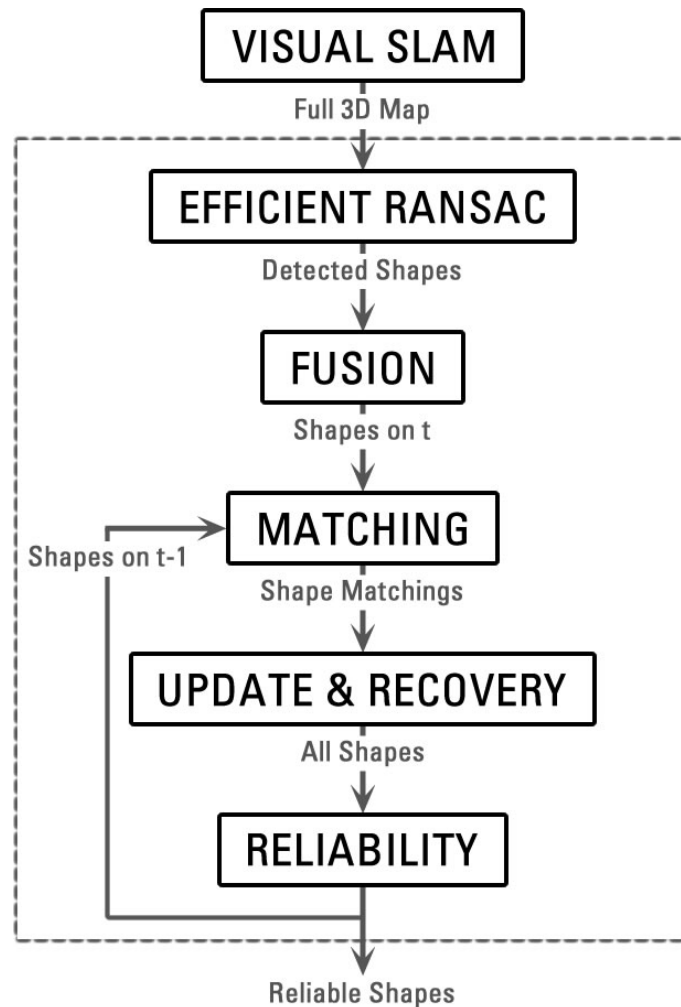 VISUAL SLAM
Full 3D Map
EFFICIENT RANSAC
Detected Shapes
FUSION
Shapes on t
MATCHING
Shapes on t-1
Shape Matchings
UPDATE & RECOVERY
All Shapes
RELIABILITY
Reliable Shapes